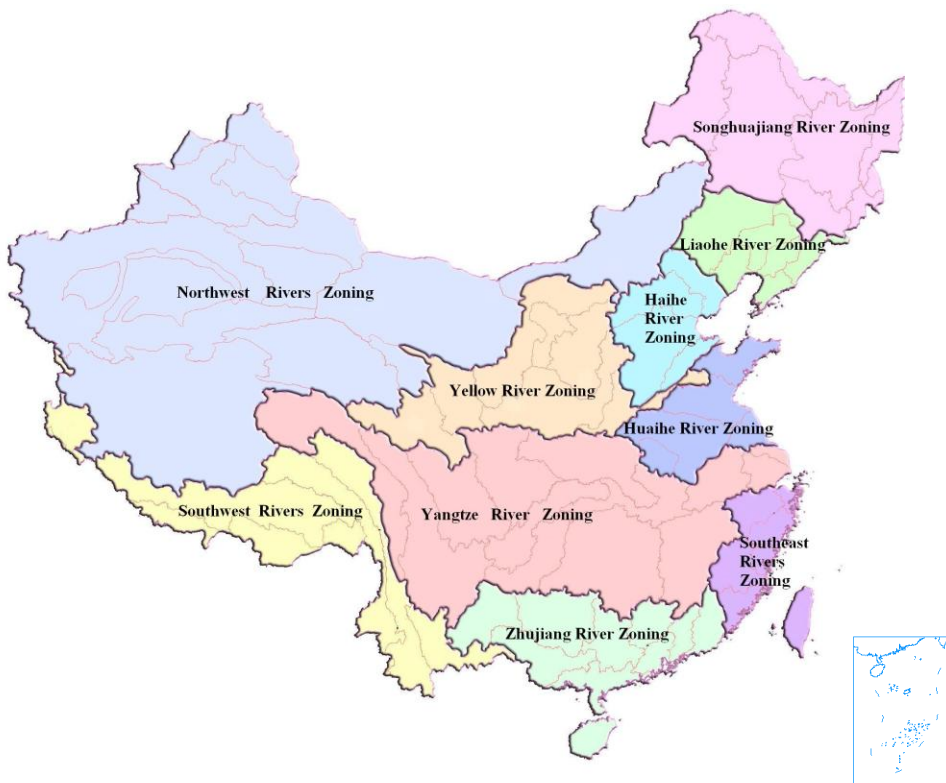 Songhuajiang River Zoning
Liaohe River Zoning
Northwest Rivers Zoning
Haihe
River
Zoning
Yellow River Zoning
Huaihe River Zoning
Southwest Rivers Zoning
Yangtze River Zoning
Southeast
Rivers
Zoning
Zhujiang River Zoning